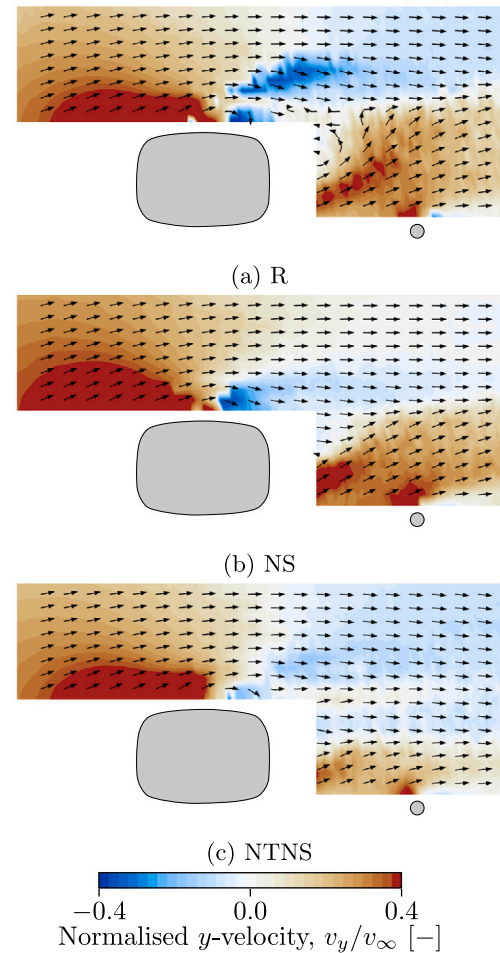 (a) R
(b) NS
(c) NTNS
−0.4 0.0 0.4
Normalised y-velocity, v_y/v_∞ [−]